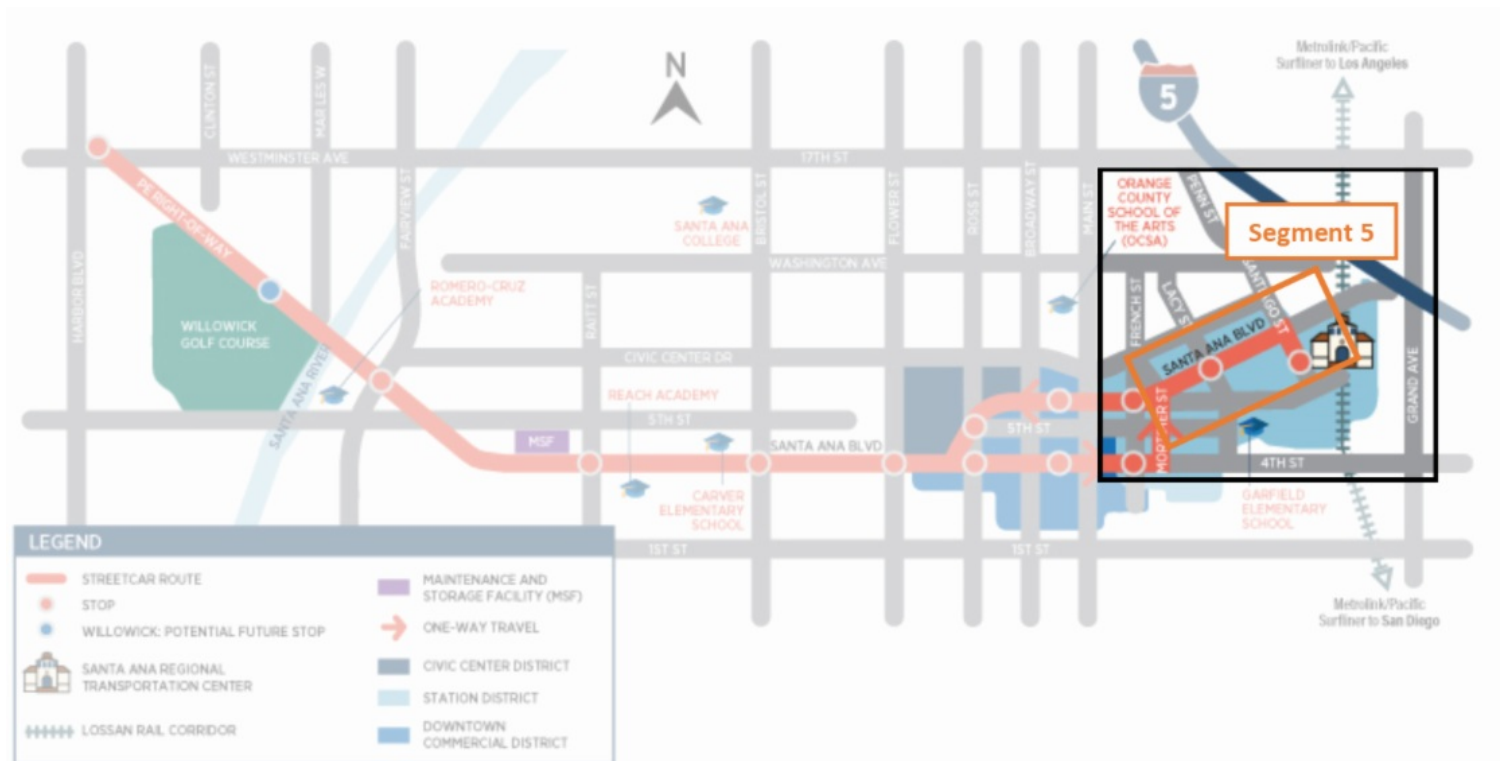 Metrolink/Pacific
Surfliner to Los Angeles
N
5
CLINTON ST
WESTMINSTER AVE
17TH ST
PE RIGHT-OF-WAY
FAIRVIEW ST
SANTA ANA
COLLEGE
BRISTOL ST
FLOWER ST
ROSS ST
BROADWAY ST
MAIN ST
ORANGE
COUNTY
SCHOOL OF
THE ARTS
(OCSA)
PENN ST
Segment 5
HARBOR BLVD
WASHINGTON AVE
ROMERO-CRUZ
ACADEMY
RAITT ST
FRENCH ST
LACY ST
SANTIAGO ST
WILLOWICK
GOLF COURSE
CIVIC CENTER DR
SANTA ANA BLVD
GRAND AVE
SANTA ANA RIVER
REACH ACADEMY
5TH ST
5TH ST
MSF
SANTA ANA BLVD
4TH ST
CARVER
ELEMENTARY
SCHOOL
GARFIELD
ELEMENTARY
SCHOOL
1ST ST
1ST ST
Metrolink/Pacific
Surfliner to San Diego
LEGEND
STREETCAR ROUTE
STOP
WILLOWICK: POTENTIAL FUTURE STOP
SANTA ANA REGIONAL
TRANSPORTATION CENTER
LOSSAN RAIL CORRIDOR
MAINTENANCE AND
STORAGE FACILITY (MSF)
ONE-WAY TRAVEL
CIVIC CENTER DISTRICT
STATION DISTRICT
DOWNTOWN
COMMERCIAL DISTRICT